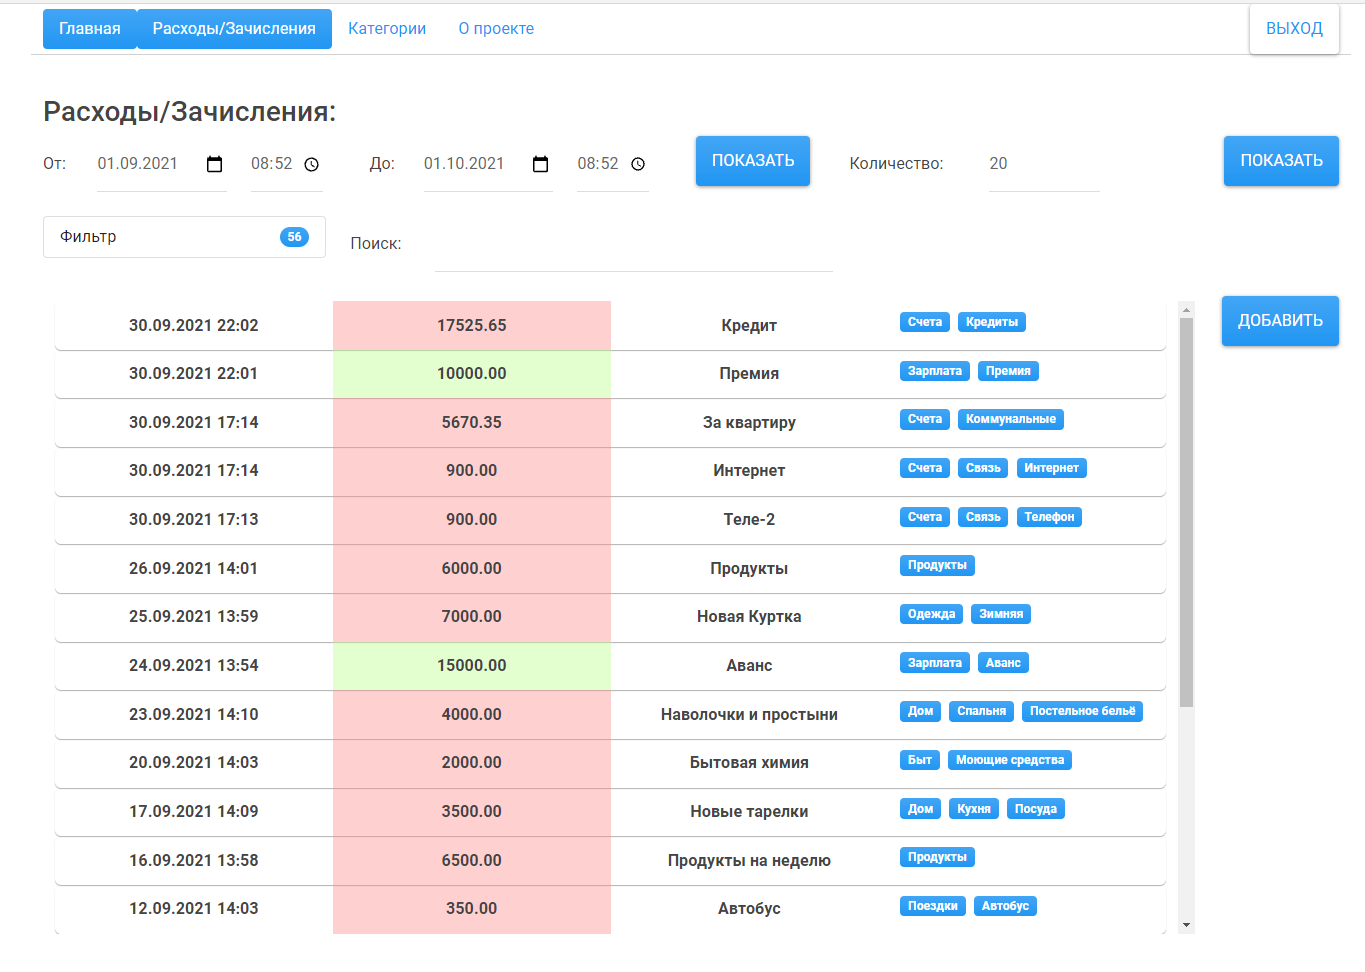 Главная Расходы/Зачисления Категории О проекте ВЫХОД
Расходы/Зачисления:
От: 01.09.2021 08:52 До: 01.10.2021 08:52 ПОКАЗАТЬ Количество: 20 ПОКАЗАТЬ
Фильтр 56 Поиск:
ДОБАВИТЬ
30.09.2021 22:02 17525.65 Кредит Счета Кредиты
30.09.2021 22:01 10000.00 Премия Зарплата Премия
30.09.2021 17:14 5670.35 За квартиру Счета Коммунальные
30.09.2021 17:14 900.00 Интернет Счета Связь Интернет
30.09.2021 17:13 900.00 Теле-2 Счета Связь Телефон
26.09.2021 14:01 6000.00 Продукты Продукты
25.09.2021 13:59 7000.00 Новая Куртка Одежда Зимняя
24.09.2021 13:54 15000.00 Аванс Зарплата Аванс
23.09.2021 14:10 4000.00 Наволочки и простыни Дом Спальня Постельное бельё
20.09.2021 14:03 2000.00 Бытовая химия Быт Моющие средства
17.09.2021 14:09 3500.00 Новые тарелки Дом Кухня Посуда
16.09.2021 13:58 6500.00 Продукты на неделю Продукты
12.09.2021 14:03 350.00 Автобус Поездки Автобус